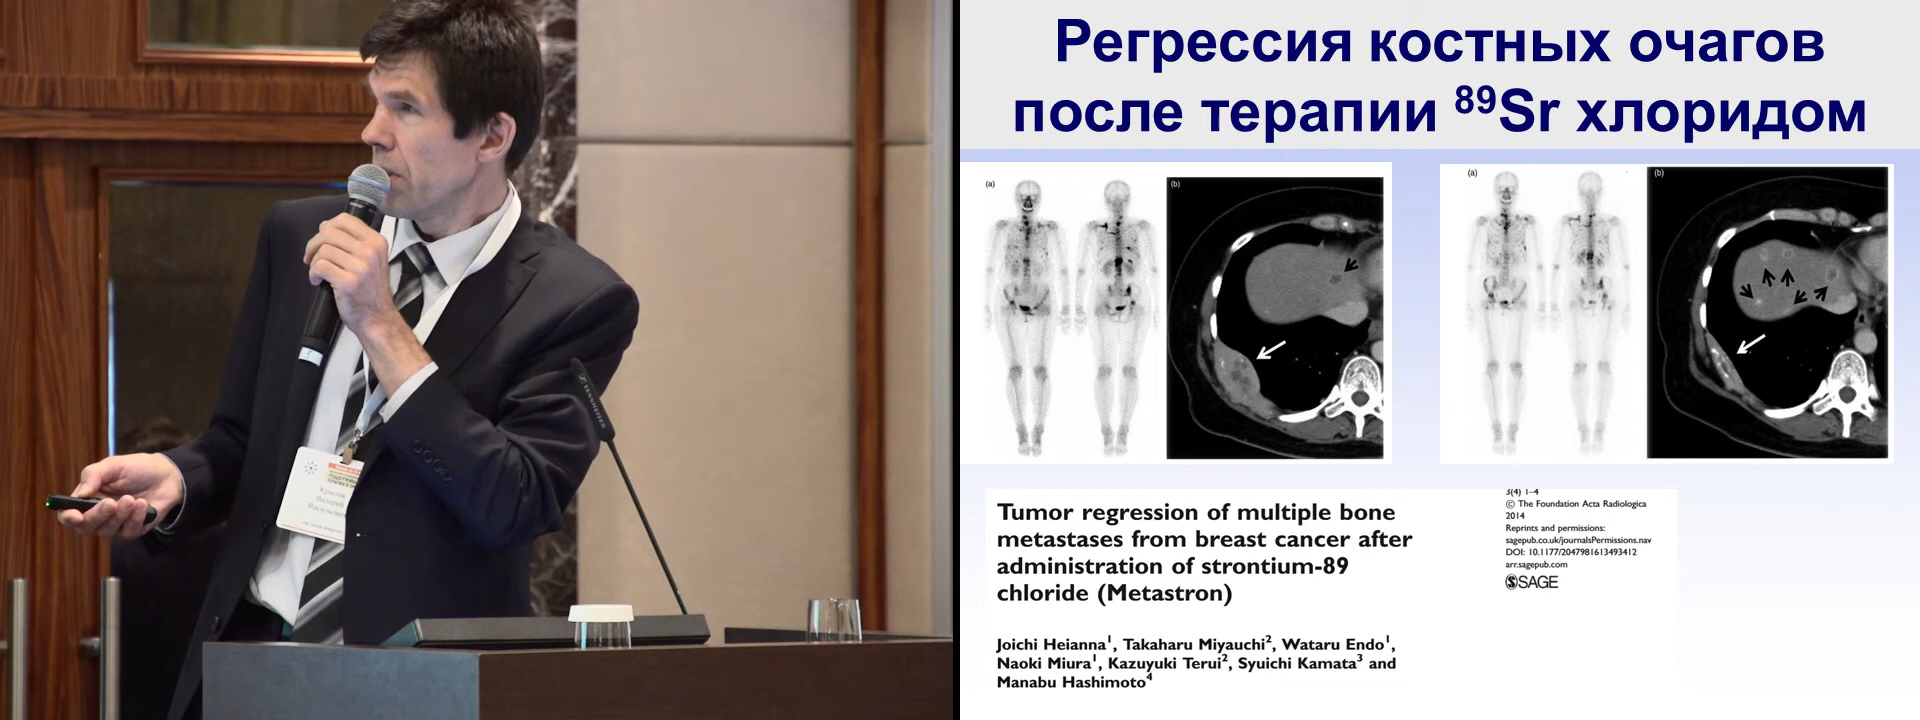 Регрессия костных очагов
после терапии ⁸⁹Sr хлоридом
(a)
(b)
(a)
(b)
Tumor regression of multiple bone
metastases from breast cancer after
administration of strontium-89
chloride (Metastron)
Joichi Heianna¹, Takaharu Miyauchi², Wataru Endo¹,
Naoki Miura¹, Kazuyuki Terui², Syuichi Kamata³ and
Manabu Hashimoto⁴
3(4) 1–4
© The Foundation Acta Radiologica
2014
Reprints and permissions:
sagepub.co.uk/journalsPermissions.nav
DOI: 10.1177/2047981613493412
arr.sagepub.com
SAGE
SENNHEISER
Валерий